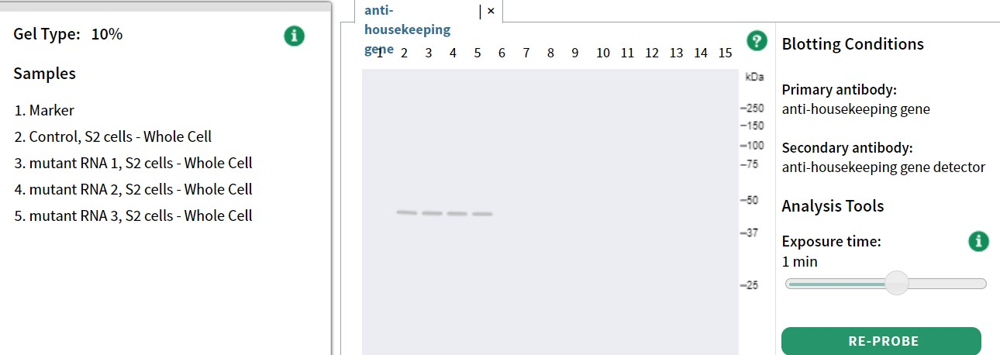 Gel Type: 10%
Samples
1. Marker
2. Control, S2 cells - Whole Cell
3. mutant RNA 1, S2 cells - Whole Cell
4. mutant RNA 2, S2 cells - Whole Cell
5. mutant RNA 3, S2 cells - Whole Cell
anti-
housekeeping
gene
| ×
1 2 3 4 5 6 7 8 9 10 11 12 13 14 15
kDa
–250
–150
–100
–75
–50
–37
–25
Blotting Conditions
Primary antibody:
anti-housekeeping gene
Secondary antibody:
anti-housekeeping gene detector
Analysis Tools
Exposure time:
1 min
RE-PROBE